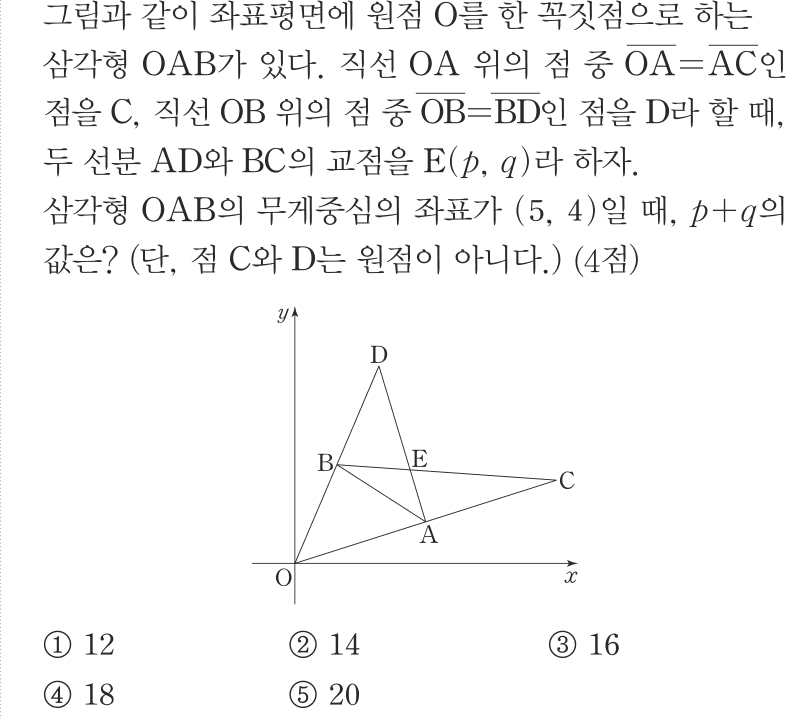 그림과 같이 좌표평면에 원점 O를 한 꼭짓점으로 하는
삼각형 OAB가 있다. 직선 OA 위의 점 중 O̅A̅=A̅C̅인
점을 C, 직선 OB 위의 점 중 O̅B̅=B̅D̅인 점을 D라 할 때,
두 선분 AD와 BC의 교점을 E(p, q)라 하자.
삼각형 OAB의 무게중심의 좌표가 (5, 4)일 때, p+q의
값은? (단, 점 C와 D는 원점이 아니다.) (4점)
y
D
B
E
C
A
O
x
① 12 ② 14 ③ 16
④ 18 ⑤ 20